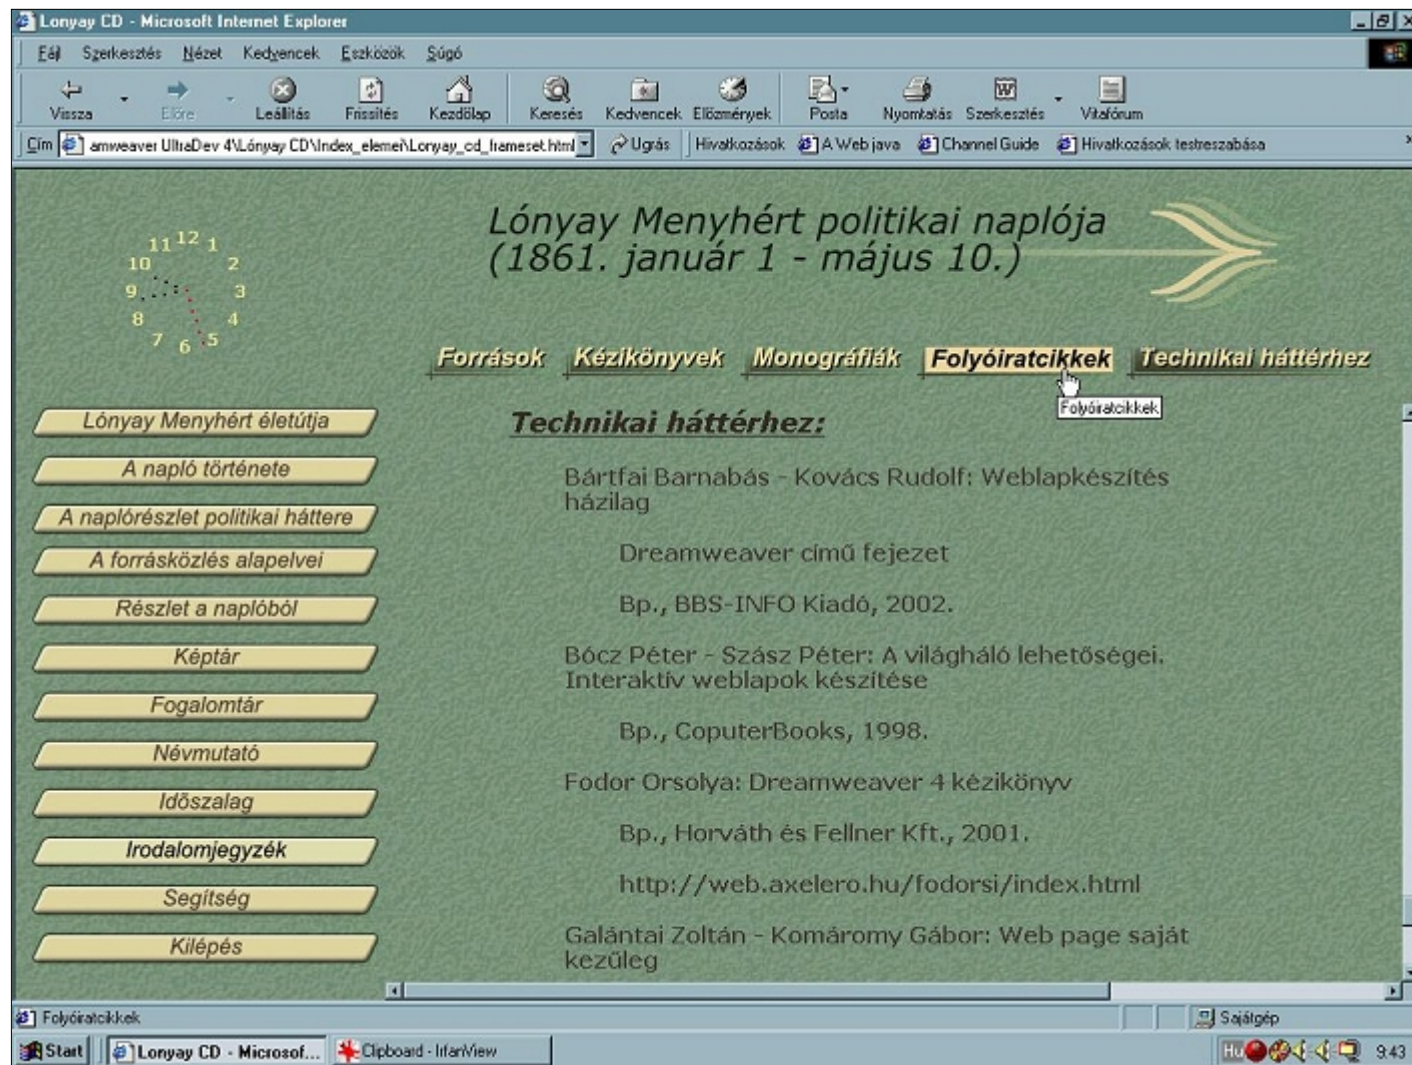 Lonyay CD - Microsoft Internet Explorer
Fájl Szerkesztés Nézet Kedvencek Eszközök Súgó
Vissza Előre Leállítás Frissítés Kezdőlap Keresés Kedvencek Előzmények Posta Nyomtatás Szerkesztés Vitafórum
Cím amweaver UltraDev 4\Lónyay CD\Index_elemei\Lonyay_cd_frameset.html Ugrás Hivatkozások A Web java Channel Guide Hivatkozások testreszabása
Lónyay Menyhért politikai naplója
(1861. január 1 - május 10.)
12
11 1
10 2
9 3
8 4
7 6 5
Források Kézikönyvek Monográfiák Folyóiratcikkek Technikai háttérhez
Folyóiratcikkek
Lónyay Menyhért életútja
A napló története
A naplórészlet politikai háttere
A forrásközlés alapelvei
Részlet a naplóból
Képtár
Fogalomtár
Névmutató
Időszalag
Irodalomjegyzék
Segítség
Kilépés
Technikai háttérhez:
Bártfai Barnabás - Kovács Rudolf: Weblapkészítés
házilag
Dreamweaver című fejezet
Bp., BBS-INFO Kiadó, 2002.
Bócz Péter - Szász Péter: A világháló lehetőségei.
Interaktív weblapok készítése
Bp., CoputerBooks, 1998.
Fodor Orsolya: Dreamweaver 4 kézikönyv
Bp., Horváth és Fellner Kft., 2001.
http://web.axelero.hu/fodorsi/index.html
Galántai Zoltán - Komáromy Gábor: Web page saját
kezűleg
Folyóiratcikkek Sajátgép
Start Lonyay CD - Microsof... Clipboard - IrfanView Hu 9:43